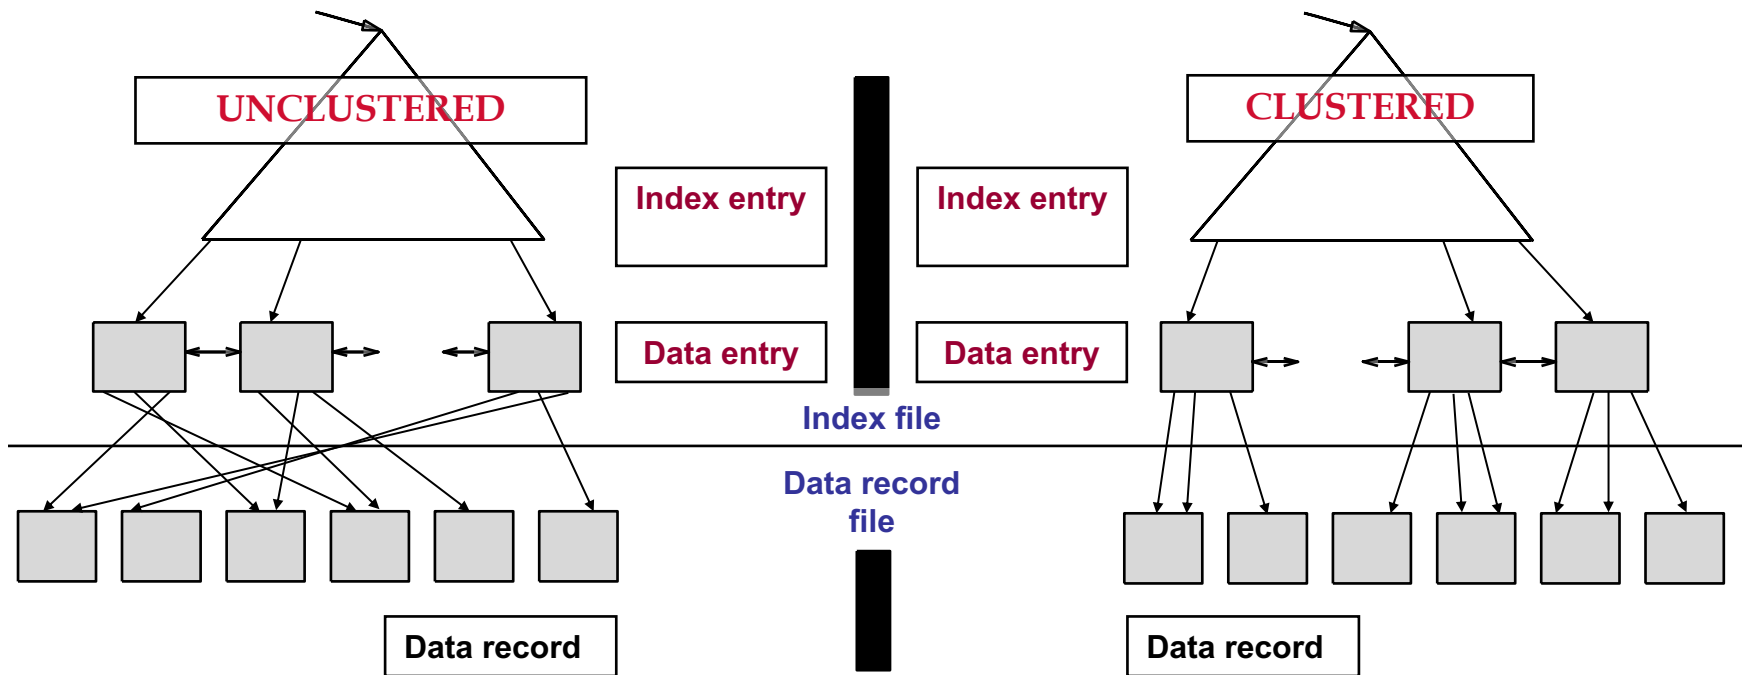 UNCLUSTERED
CLUSTERED
Index entry
Index entry
Data entry
Data entry
Index file
Data record
file
Data record
Data record